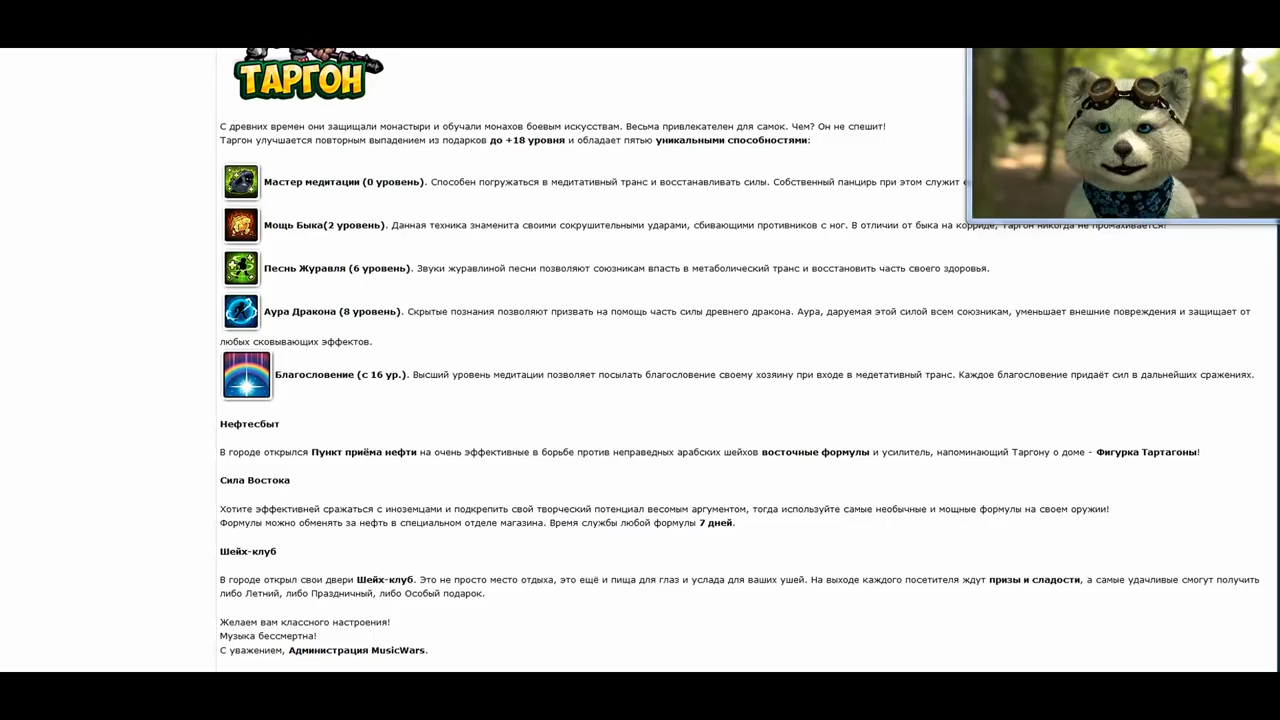 ТАРГОН
С древних времен они защищали монастыри и обучали монахов боевым искусствам. Весьма привлекателен для самок. Чем? Он не спешит!
Таргон улучшается повторным выпадением из подарков до +18 уровня и обладает пятью уникальными способностями:
Мастер медитации (0 уровень). Способен погружаться в медитативный транс и восстанавливать силы. Собственный панцирь при этом служит
Мощь Быка(2 уровень). Данная техника знаменита своими сокрушительными ударами, сбивающими противников с ног. В отличии от быка на корриде, Таргон никогда не промахивается!
Песнь Журавля (6 уровень). Звуки журавлиной песни позволяют союзникам впасть в метаболический транс и восстановить часть своего здоровья.
Аура Дракона (8 уровень). Скрытые познания позволяют призвать на помощь часть силы древнего дракона. Аура, даруемая этой силой всем союзникам, уменьшает внешние повреждения и защищает от
любых сковывающих эффектов.
Благословение (с 16 ур.). Высший уровень медитации позволяет посылать благословение своему хозяину при входе в медетативный транс. Каждое благословение придаёт сил в дальнейших сражениях.
Нефтесбыт
В городе открылся Пункт приёма нефти на очень эффективные в борьбе против неправедных арабских шейхов восточные формулы и усилитель, напоминающий Таргону о доме - Фигурка Тартагоны!
Сила Востока
Хотите эффективней сражаться с иноземцами и подкрепить свой творческий потенциал весомым аргументом, тогда используйте самые необычные и мощные формулы на своем оружии!
Формулы можно обменять за нефть в специальном отделе магазина. Время службы любой формулы 7 дней.
Шейх-клуб
В городе открыл свои двери Шейх-клуб. Это не просто место отдыха, это ещё и пища для глаз и услада для ваших ушей. На выходе каждого посетителя ждут призы и сладости, а самые удачливые смогут получить
либо Летний, либо Праздничный, либо Особый подарок.
Желаем вам классного настроения!
Музыка бессмертна!
С уважением, Администрация MusicWars.